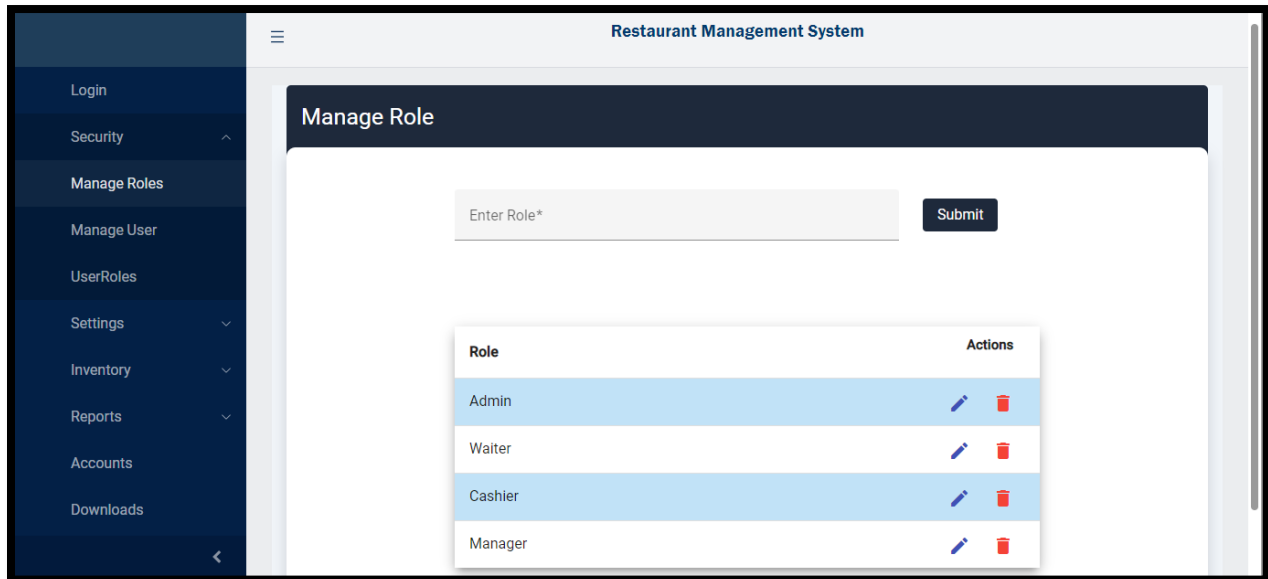 Restaurant Management System
Login
Security
Manage Roles
Manage User
UserRoles
Settings
Inventory
Reports
Accounts
Downloads
Manage Role
Enter Role*
Submit
Role Actions
Admin
Waiter
Cashier
Manager